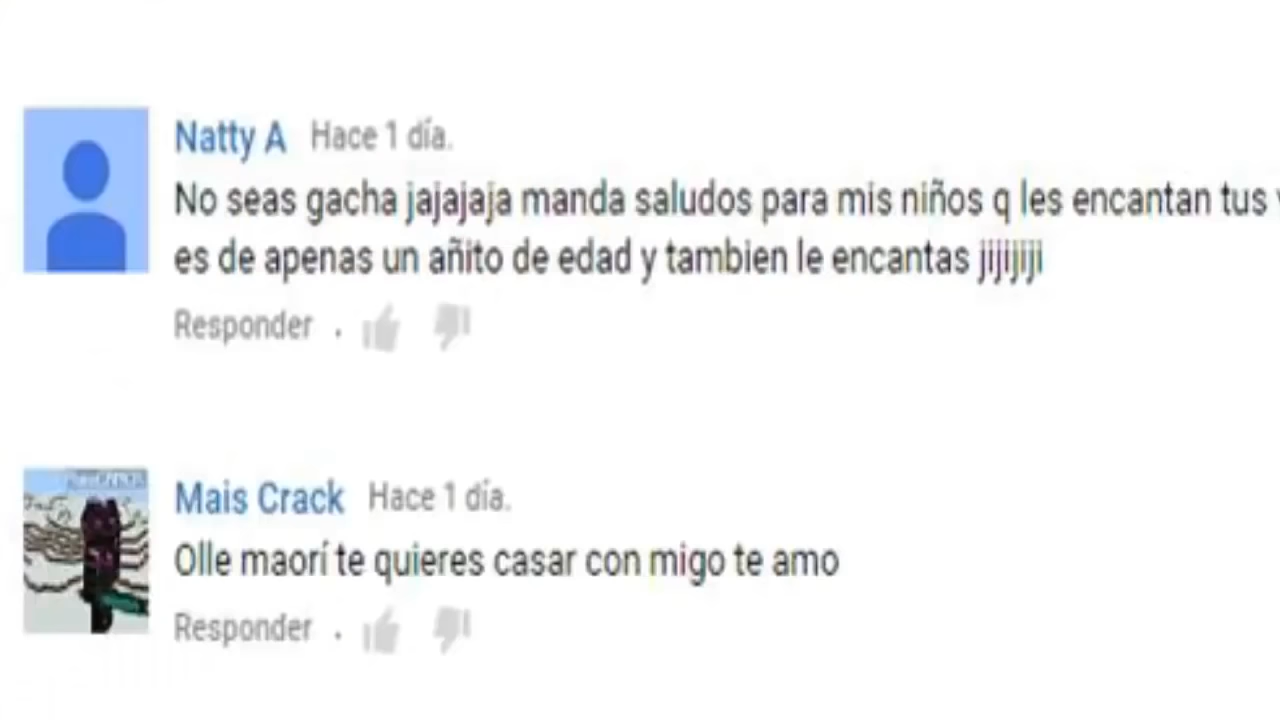 Natty A Hace 1 día.
No seas gacha jajajaja manda saludos para mis niños q les encantan tus
es de apenas un añito de edad y tambien le encantas jijijiji
Responder .
Mais Crack Hace 1 día.
Olle maorí te quieres casar con migo te amo
Responder .